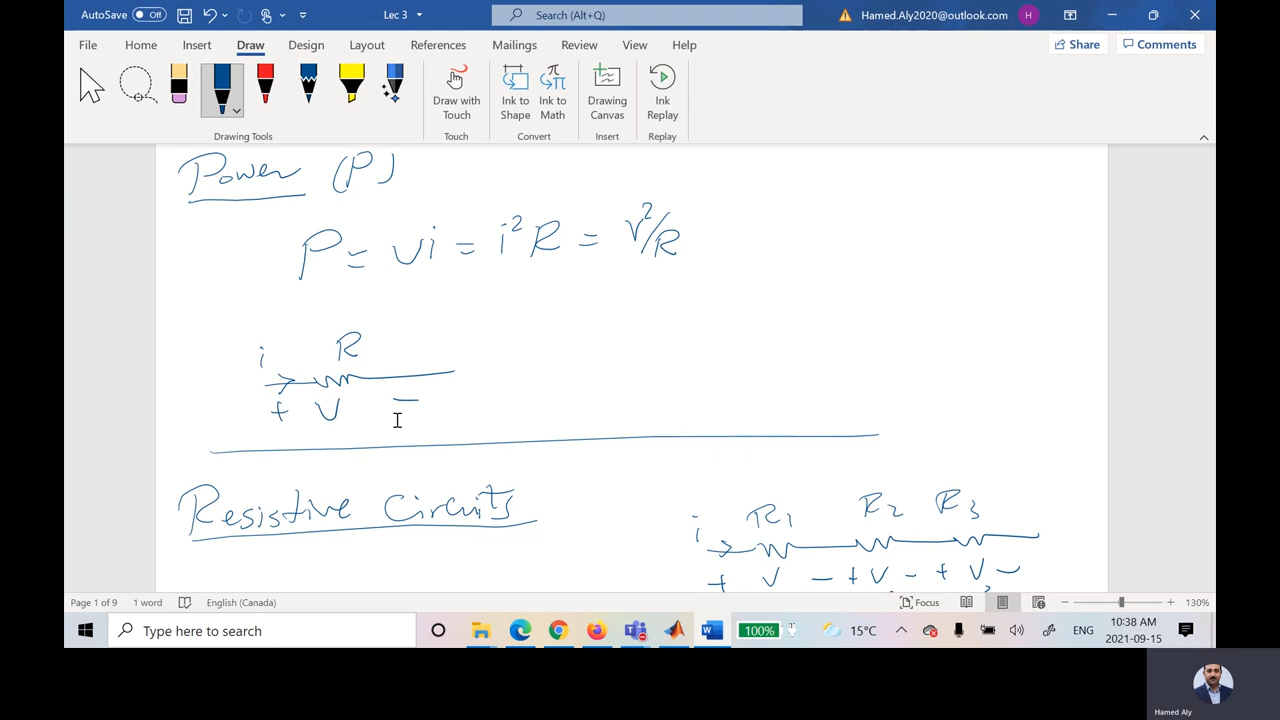 AutoSave Off Lec 3 Search (Alt+Q) Hamed.Aly2020@outlook.com H
File Home Insert Draw Design Layout References Mailings Review View Help Share Comments
Draw with Touch Ink to Shape Ink to Math Drawing Canvas Ink Replay
Drawing Tools Touch Convert Insert Replay
Power (P)
P = vi = i²R = v²/R
i R
+ V −
Resistive Circuits
i R1 R2 R3
+ V − + V − + V −
Page 1 of 9 1 word English (Canada) Focus 130%
Type here to search 100% 15°C ENG 10:38 AM
2021-09-15
Hamed Aly